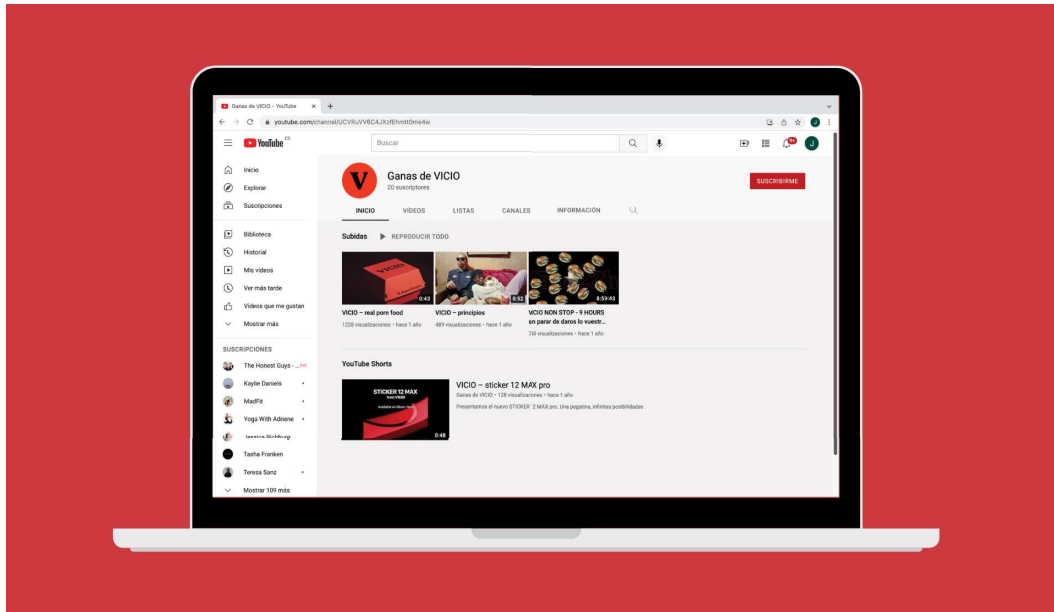 Ganas de VICIO - YouTube
youtube.com/channel/UCVRuVV6C4JXzfEhmtt0me4w
YouTube ES
Buscar
9+
J
Inicio
Explorar
Suscripciones
Biblioteca
Historial
Mis vídeos
Ver más tarde
Vídeos que me gustan
Mostrar más
SUSCRIPCIONES
The Honest Guys - ...
Kaylie Daniels
MadFit
Yoga With Adriene
Tasha Franken
Teresa Sanz
Mostrar 109 más
V
Ganas de VICIO
20 suscriptores
SUSCRIBIRME
INICIO VÍDEOS LISTAS CANALES INFORMACIÓN
Subidas REPRODUCIR TODO
VICIO
0:43
0:52
8:59:43
VICIO – real porn food
1238 visualizaciones • hace 1 año
VICIO – principios
489 visualizaciones • hace 1 año
VICIO NON STOP - 9 HOURS
sn parar de daros lo vuestr...
visualizaciones • hace 1 año
YouTube Shorts
STICKER 12 MAX
from VICIO
0:48
VICIO – sticker 12 MAX pro
Ganas de VICIO • 128 visualizaciones • hace 1 año
Presentamos el nuevo STICKER 12 MAX pro. Una pegatina, infinitas posibilidades